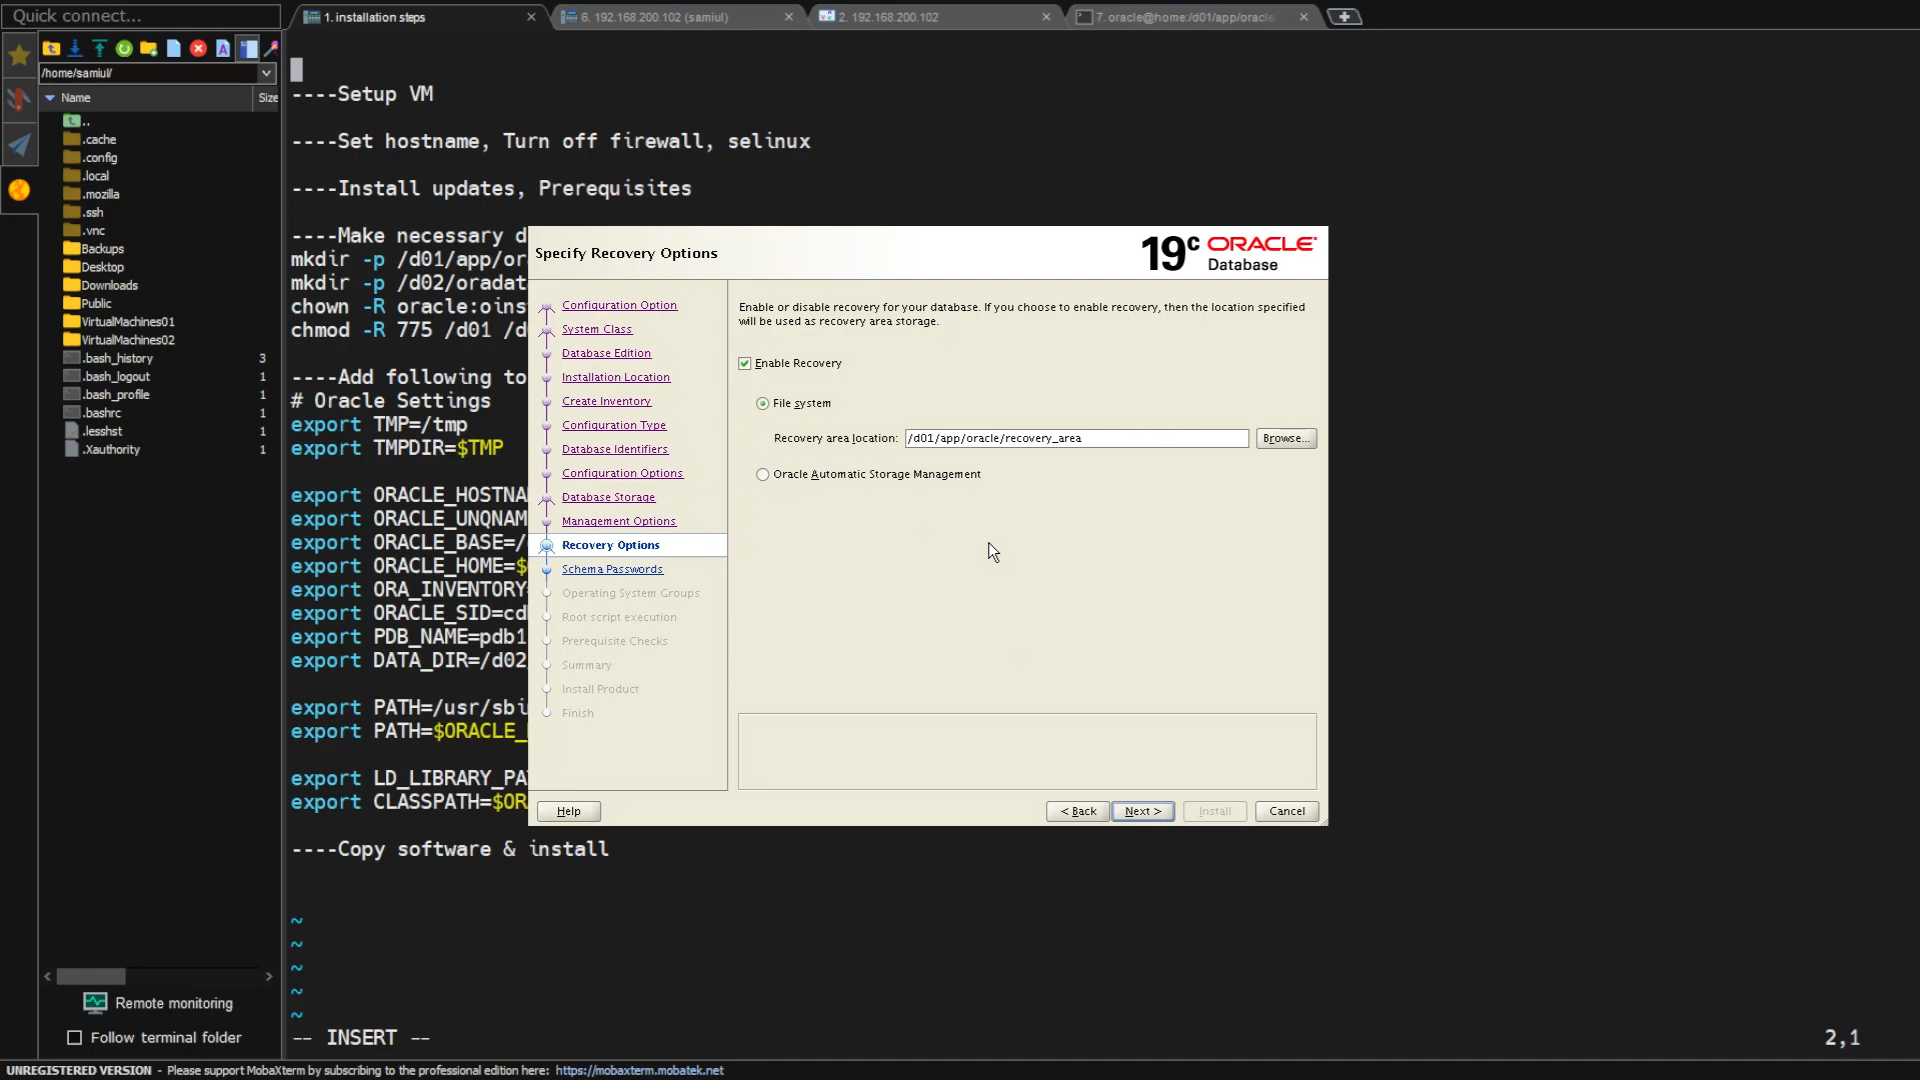 Quick connect...
1. installation steps
6. 192.168.200.102 (samiul)
2. 192.168.200.102
7. oracle@home:/d01/app/oracle
/home/samiul/
Name
Size
..
.cache
.config
.local
.mozilla
.ssh
.vnc
Backups
Desktop
Downloads
Public
VirtualMachines01
VirtualMachines02
.bash_history 3
.bash_logout 1
.bash_profile 1
.bashrc 1
.lesshst 1
.Xauthority 1
Remote monitoring
Follow terminal folder
----Setup VM
----Set hostname, Turn off firewall, selinux
----Install updates, Prerequisites
----Make necessary d
mkdir -p /d01/app/or
mkdir -p /d02/oradat
chown -R oracle:oins
chmod -R 775 /d01 /d
----Add following to
# Oracle Settings
export TMP=/tmp
export TMPDIR=$TMP
export ORACLE_HOSTNA
export ORACLE_UNQNAM
export ORACLE_BASE=/
export ORACLE_HOME=$
export ORA_INVENTORY=
export ORACLE_SID=cd
export PDB_NAME=pdb1
export DATA_DIR=/d02
export PATH=/usr/sbi
export PATH=$ORACLE_
export LD_LIBRARY_PA
export CLASSPATH=$OR
----Copy software & install
~
~
~
~
~
-- INSERT --
2,1
Specify Recovery Options
19c ORACLE
Database
Configuration Option
System Class
Database Edition
Installation Location
Create Inventory
Configuration Type
Database Identifiers
Configuration Options
Database Storage
Management Options
Recovery Options
Schema Passwords
Operating System Groups
Root script execution
Prerequisite Checks
Summary
Install Product
Finish
Enable or disable recovery for your database. If you choose to enable recovery, then the location specified
will be used as recovery area storage.
Enable Recovery
File system
Recovery area location: /d01/app/oracle/recovery_area Browse...
Oracle Automatic Storage Management
Help
< Back
Next >
Install
Cancel
UNREGISTERED VERSION - Please support MobaXterm by subscribing to the professional edition here: https://mobaxterm.mobatek.net